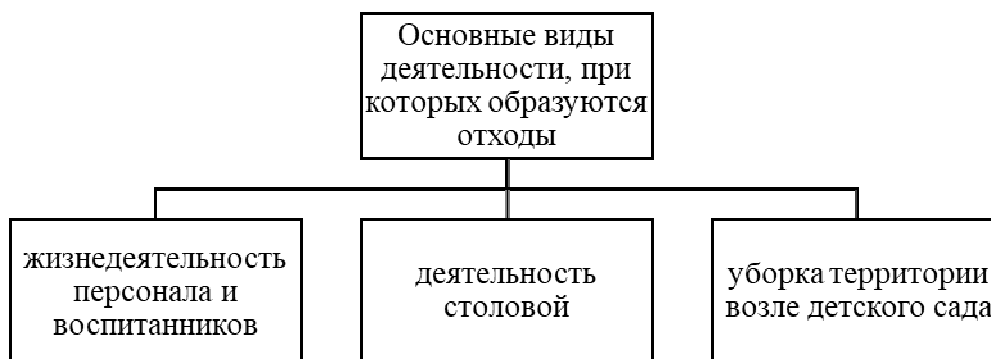 Основные виды
деятельности, при
которых образуются
отходы
жизнедеятельность
персонала и
воспитанников
деятельность
столовой
уборка территории
возле детского сада